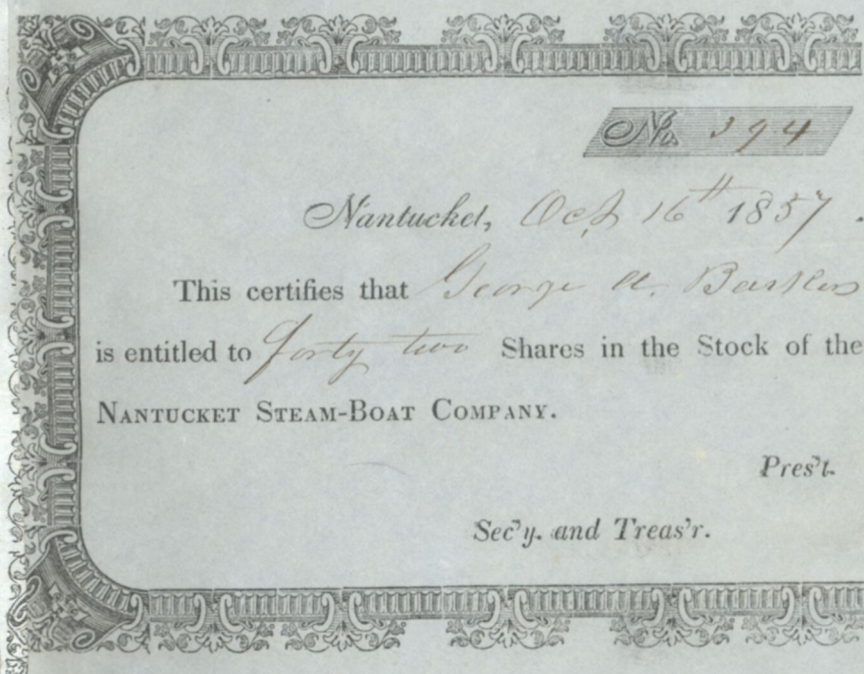 No. 394
Nantucket, Oct 16th 1857
This certifies that George A.
is entitled to forty two Shares in the Stock of the
NANTUCKET STEAM-BOAT COMPANY.
Pres't.
Sec'y. and Treas'r.